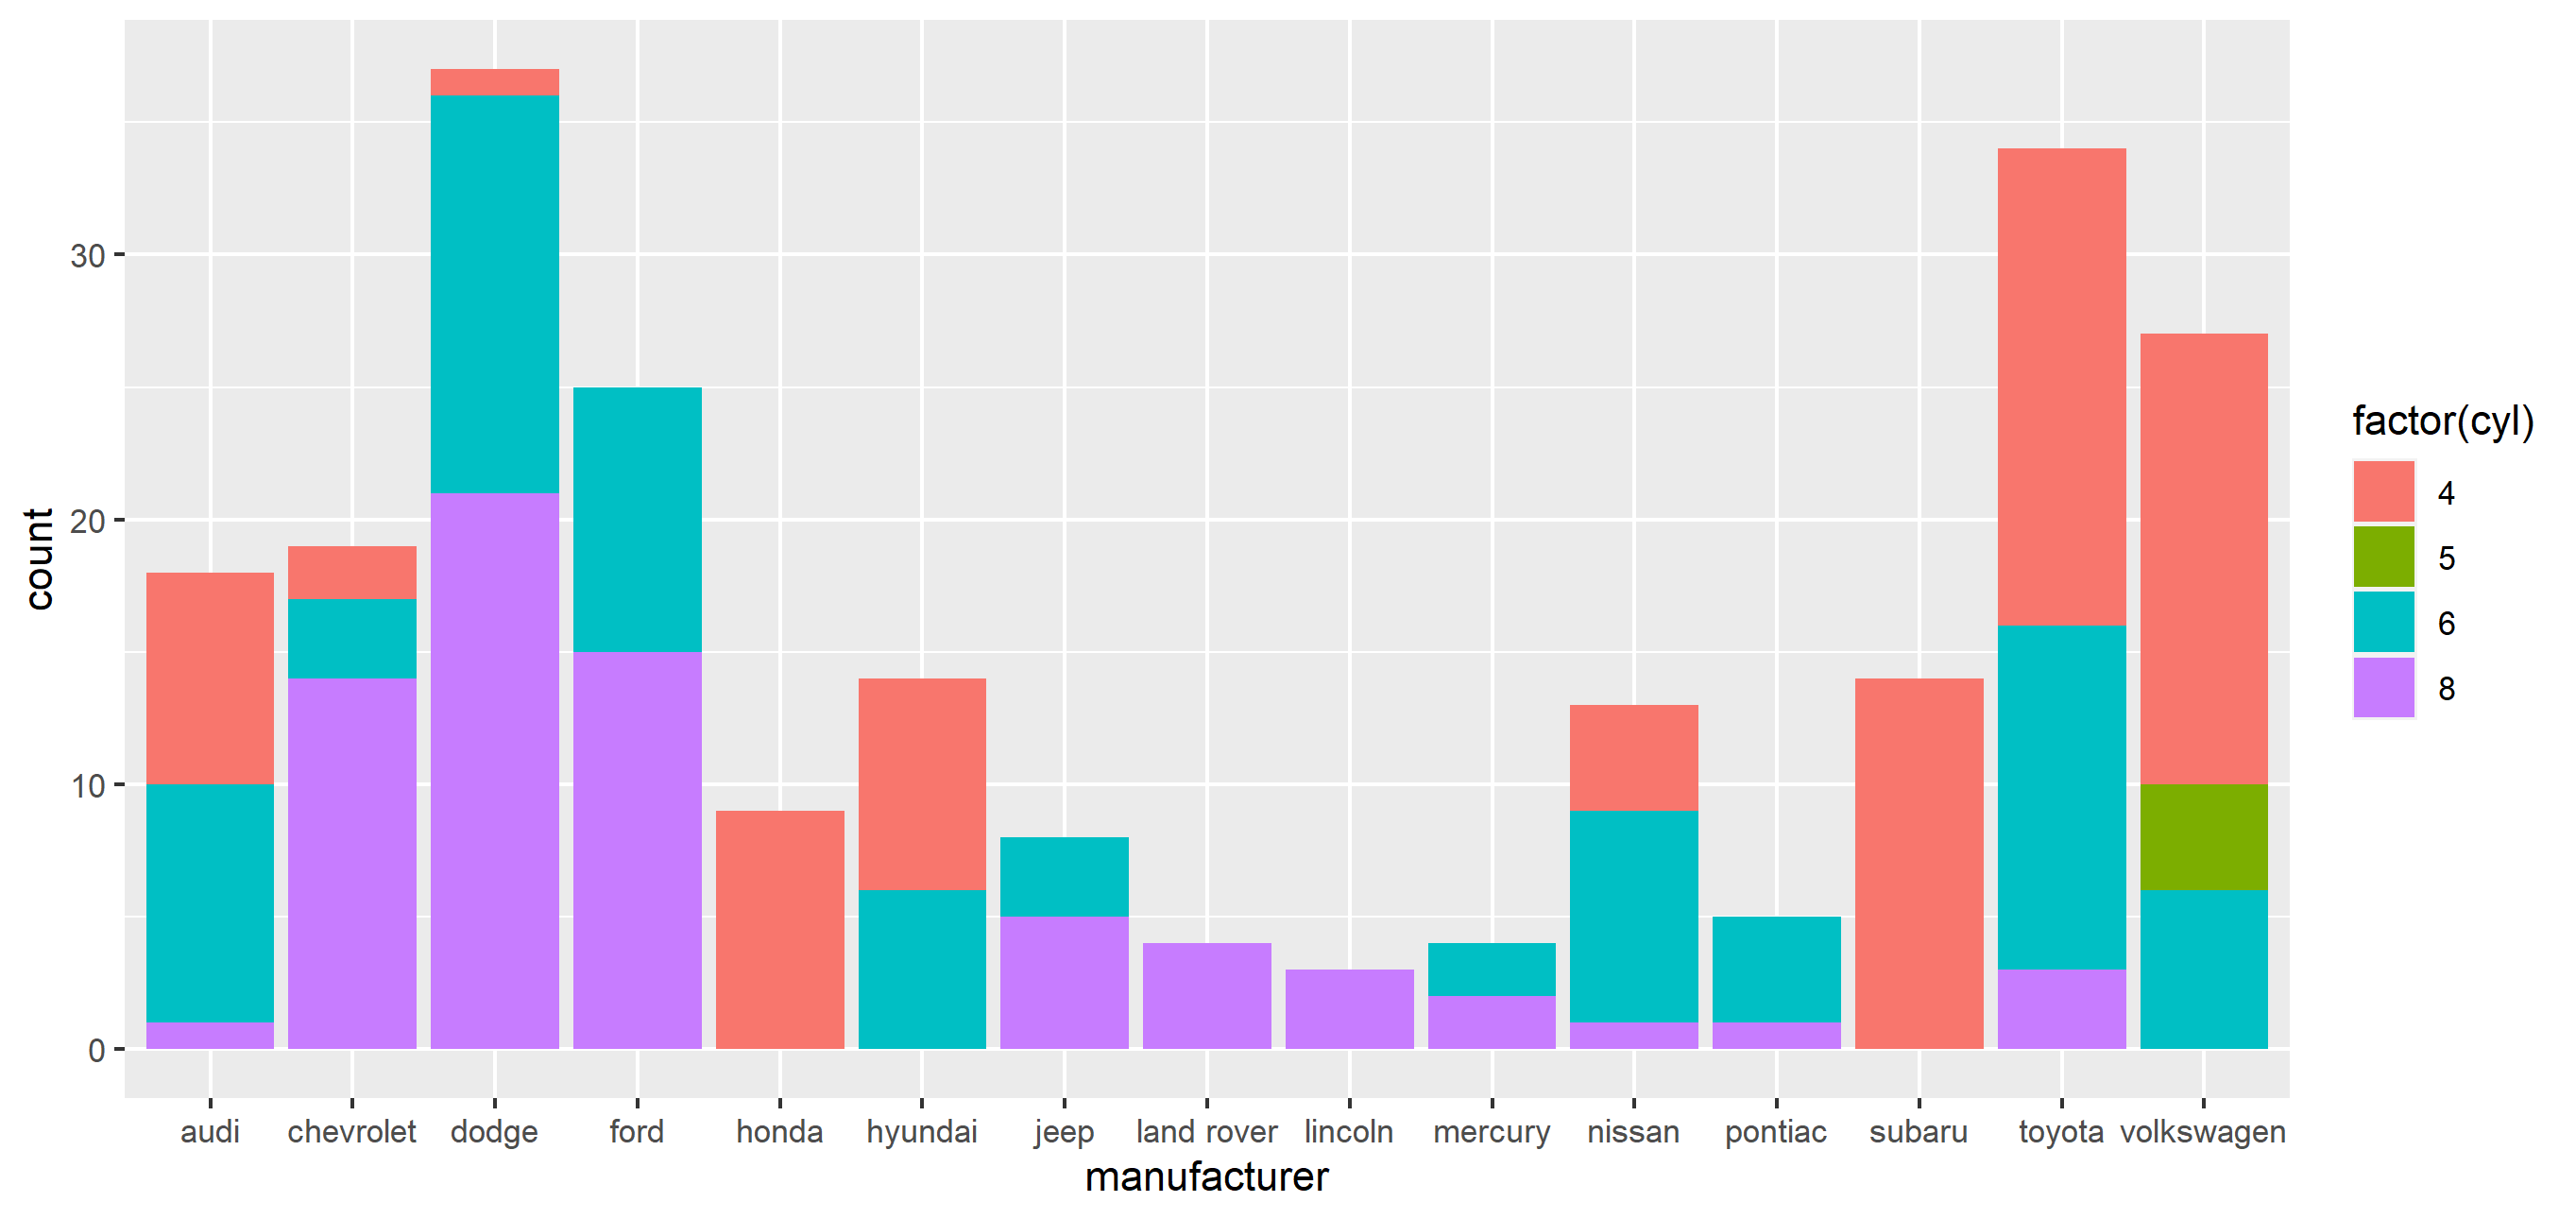 30
20
10
0
count
audi chevrolet dodge ford honda hyundai jeep land rover lincoln mercury nissan pontiac subaru toyota volkswagen
manufacturer
factor(cyl)
4
5
6
8